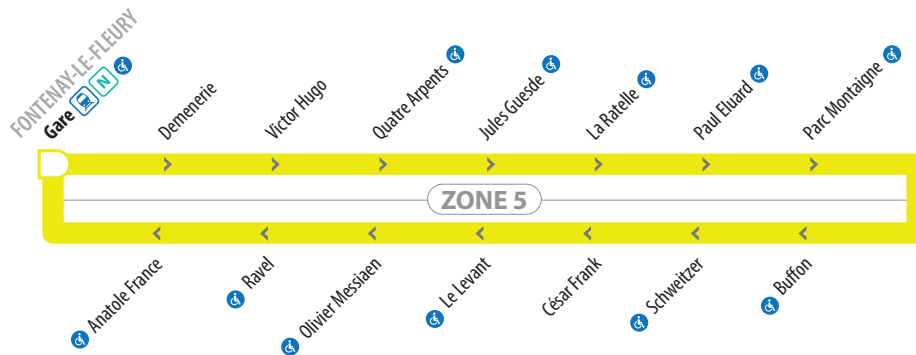 FONTENAY-LE-FLEURY
Gare N
Demenerie
Victor Hugo
Quatre Arpents
Jules Guesde
La Ratelle
Paul Eluard
Parc Montaigne
ZONE 5
Anatole France
Ravel
Olivier Messiaen
Le Levant
César Frank
Schweitzer
Buffon